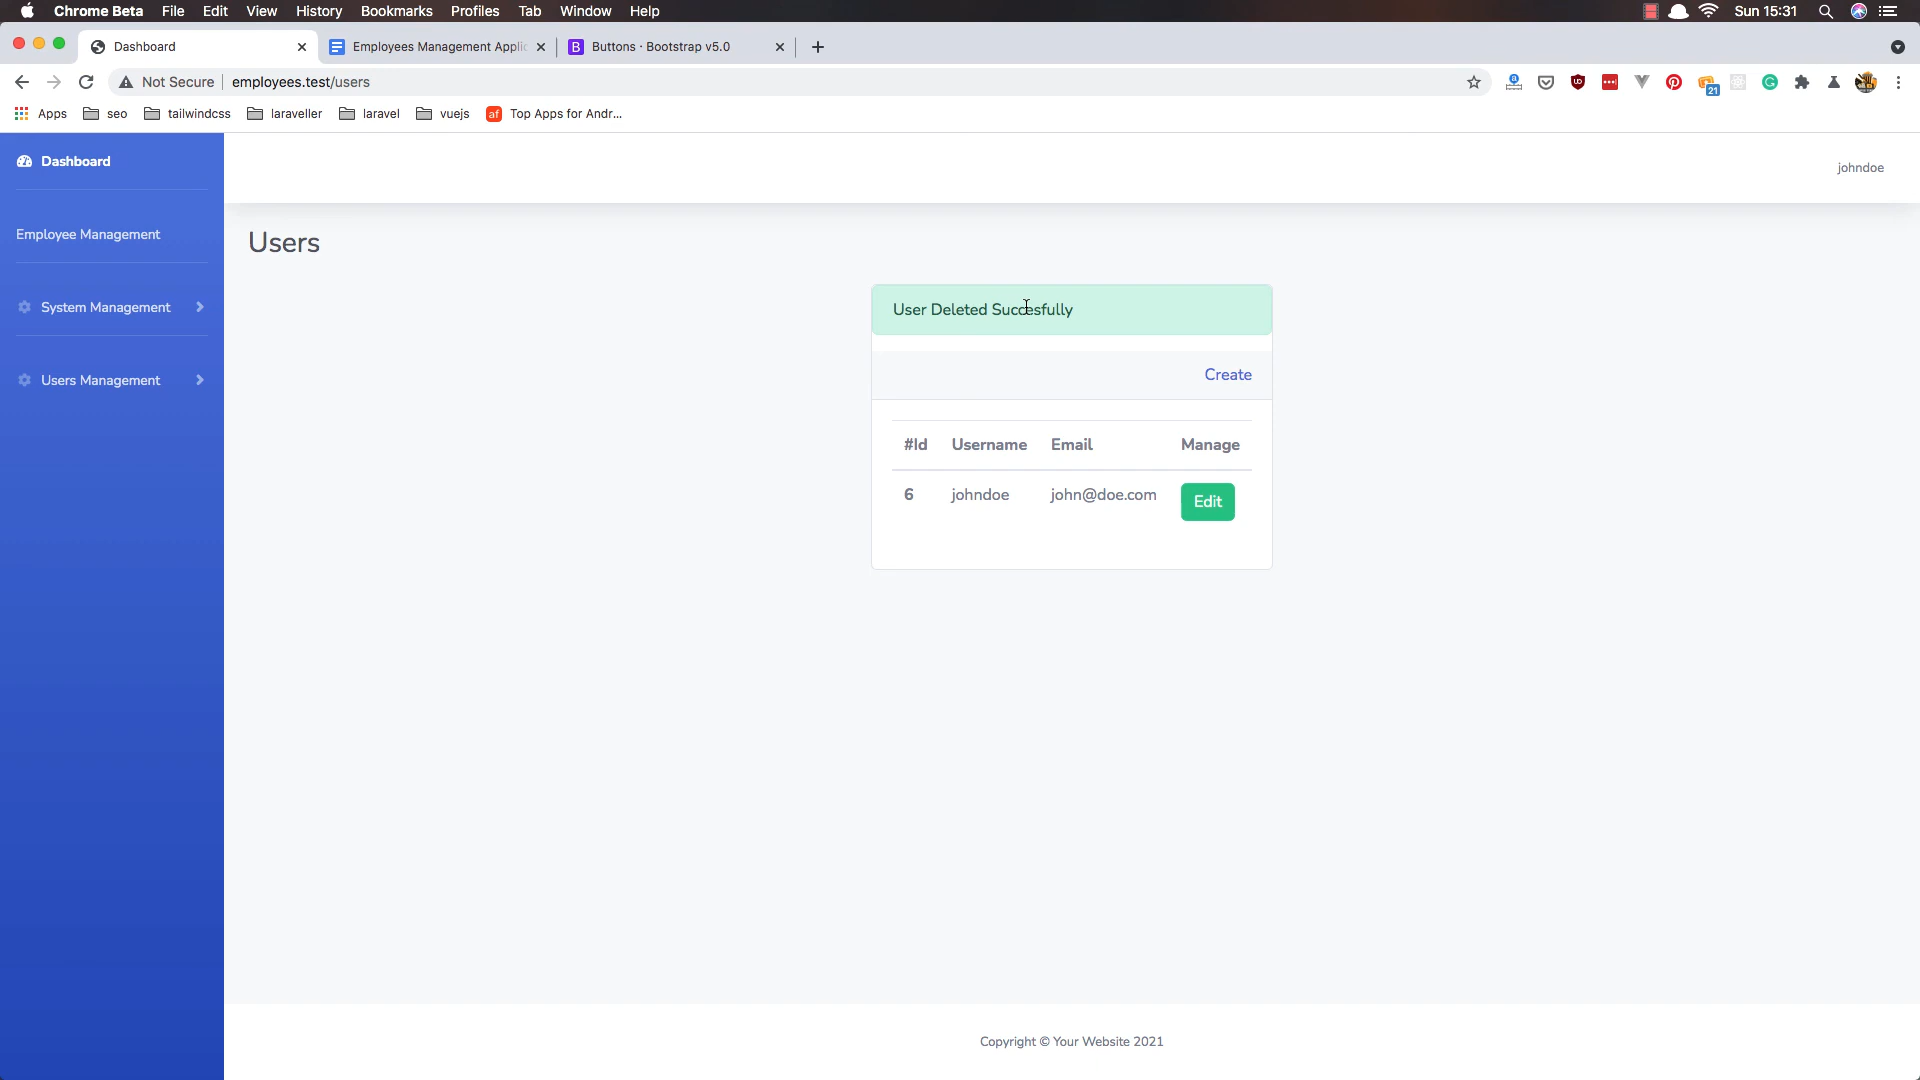 Chrome Beta File Edit View History Bookmarks Profiles Tab Window Help Sun 15:31
Dashboard Employees Management Applic Buttons · Bootstrap v5.0
Not Secure employees.test/users 21
Apps seo tailwindcss laraveller laravel vuejs af Top Apps for Andr...
Dashboard
johndoe
Employee Management
Users
System Management
User Deleted Succesfully
Users Management
Create
#Id Username Email Manage
6 johndoe john@doe.com Edit
Copyright © Your Website 2021